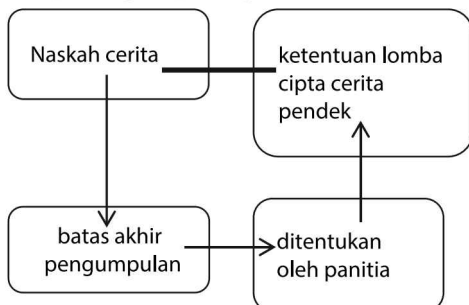 Naskah cerita
ketentuan lomba
cipta cerita
pendek
batas akhir
pengumpulan
ditentukan
oleh panitia